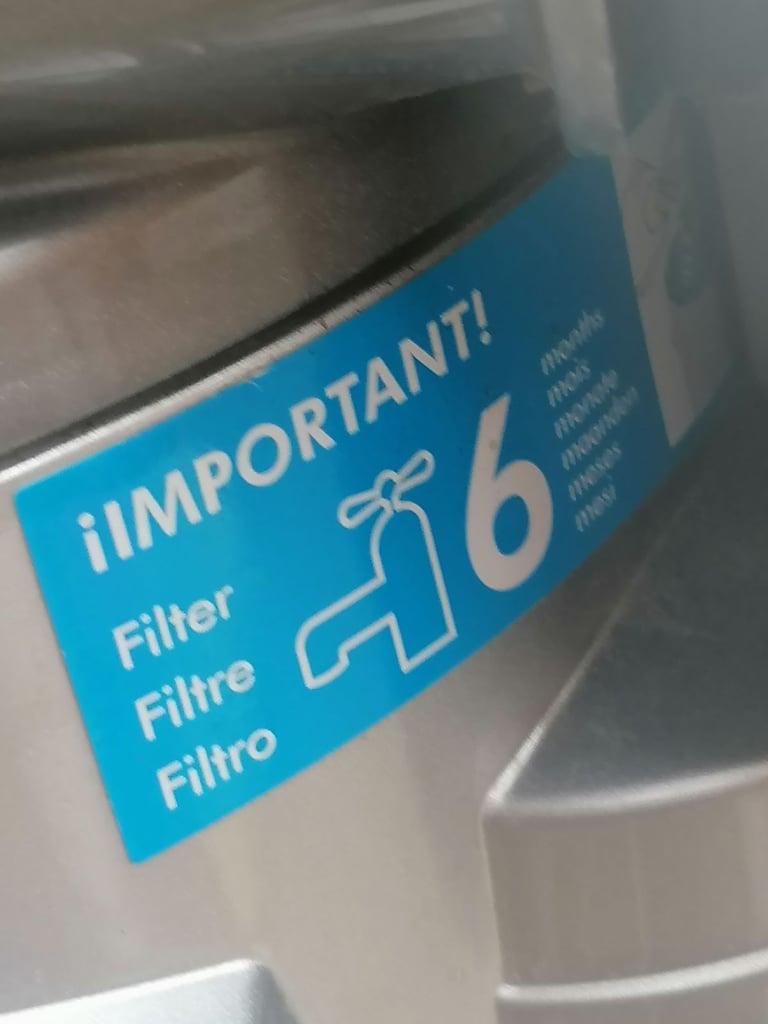 ¡IMPORTANT!
Filter
Filtre
Filtro
6
months
mois
monate
maanden
meses
mesi